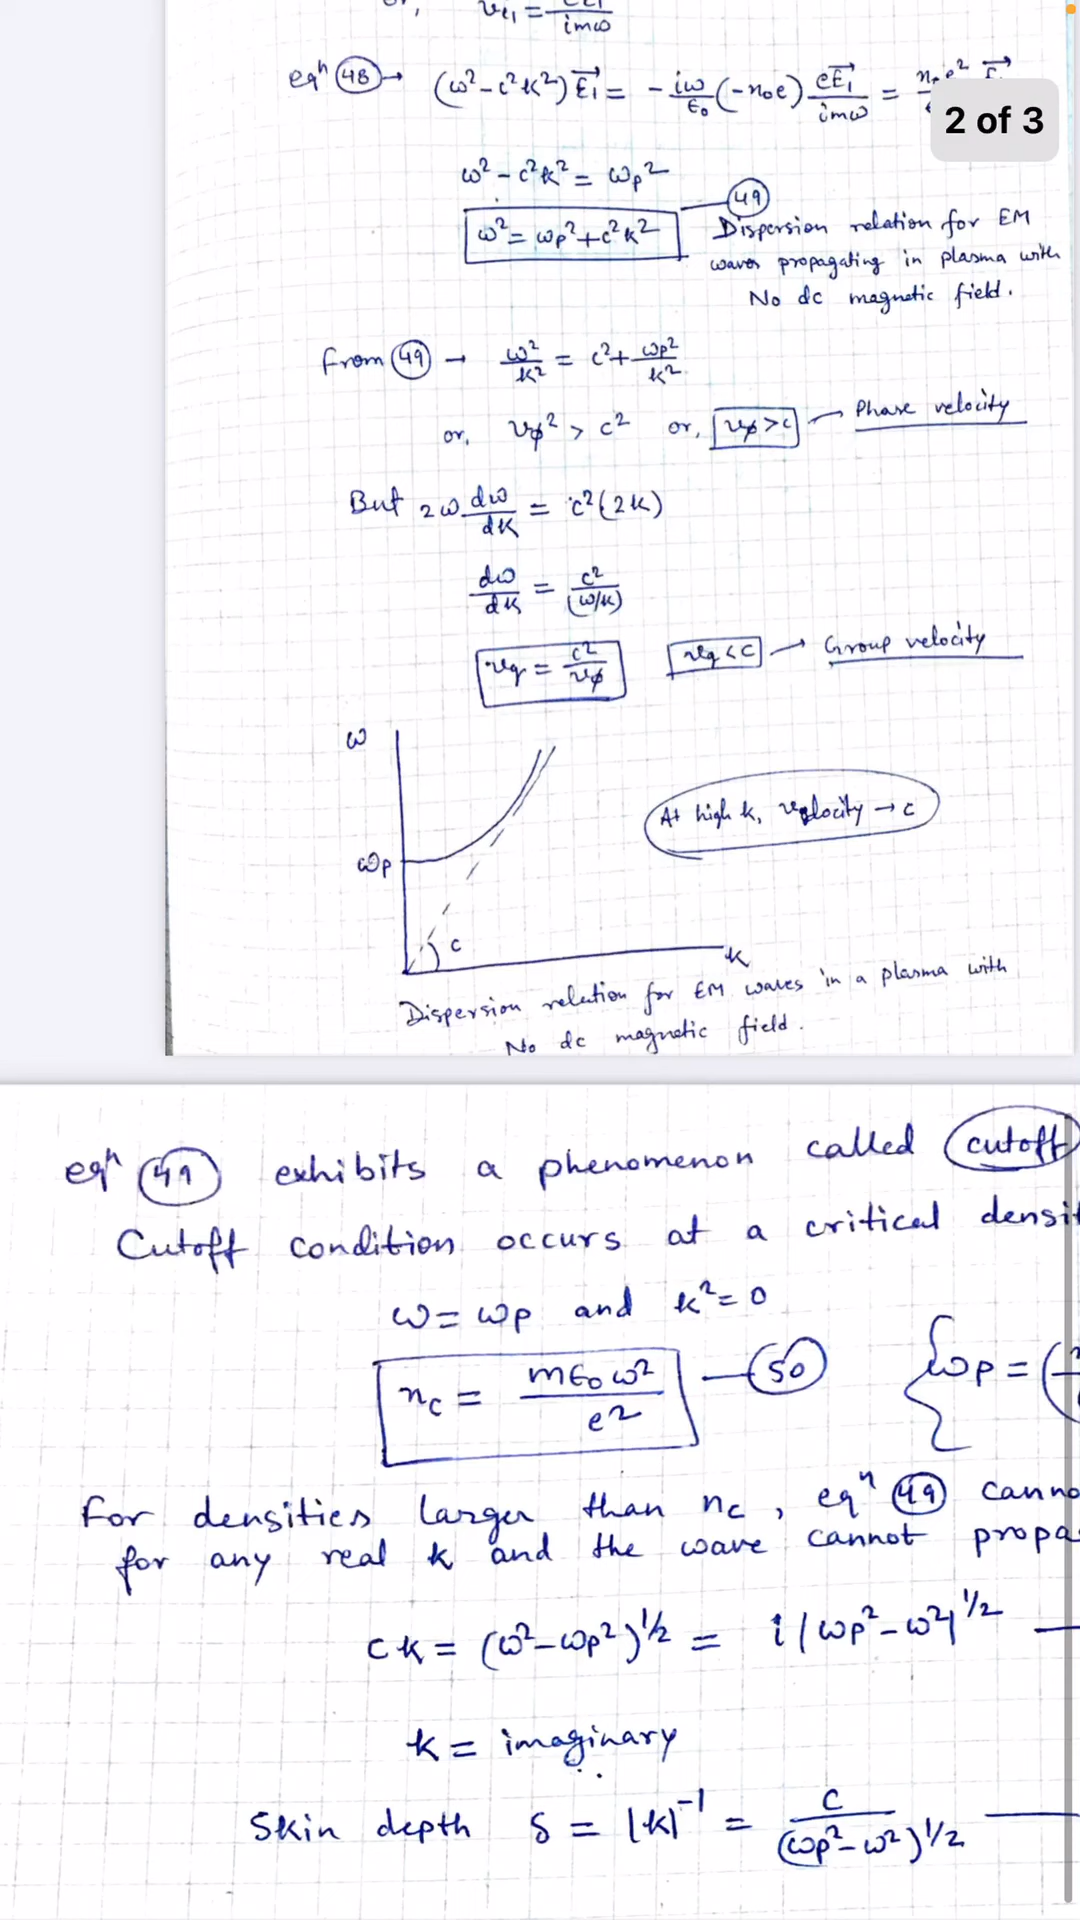 v_e1 = eE1/imω
eqn (48) → (ω² - c²k²) E⃗1 = - iω/ε0 (-n0e) eE⃗1/imω = n0e²
2 of 3
ω² - c²k² = ωp²
ω² = ωp² + c²k² — (49)
Dispersion relation for EM
waves propagating in plasma with
No dc magnetic field.
from (49) → ω²/k² = c² + ωp²/k²
or, vφ² > c² or, vφ > c — Phase velocity
But 2ω dω/dk = c²(2k)
dω/dk = c²/(ω/k)
vg = c²/vφ vg < c → Group velocity
ω
ωp
At high k, velocity → c
c
k
Dispersion relation for EM waves in a plasma with
No dc magnetic field.
eqn (49) exhibits a phenomenon called cutoff
Cutoff condition occurs at a critical densit
ω = ωp and k² = 0
nc = mε0ω²/e² — (50) { ωp = (
For densities larger than nc, eqn (49) canno
for any real k and the wave cannot propa
ck = (ω² - ωp²)^1/2 = i|ωp² - ω²|^1/2 —
k = imaginary
Skin depth δ = |k|⁻¹ = c/(ωp² - ω²)^1/2 —